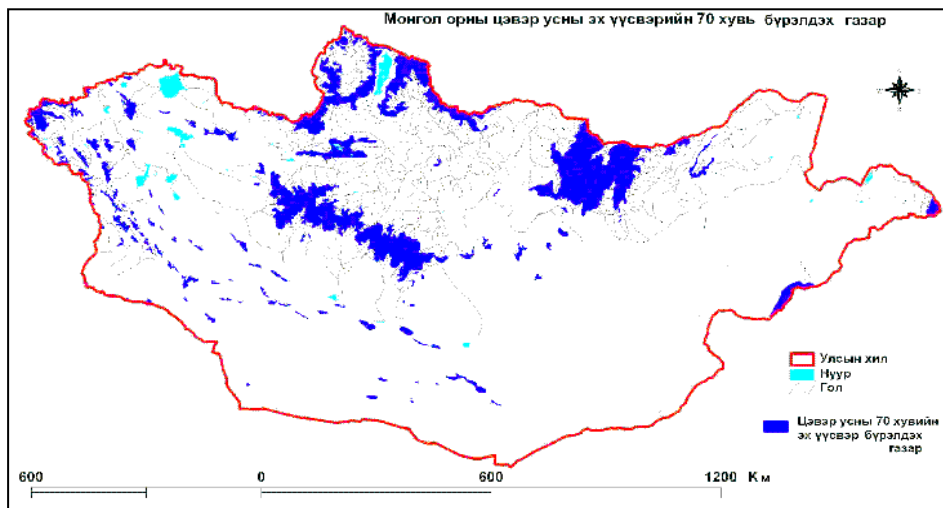 Монгол орны цэвэр усны эх үүсвэрийн 70 хувь бүрэлдэх газар
Улсын хил
Нуур
Гол
Цэвэр усны 70 хувийн
эх үүсвэр бүрэлдэх
газар
600 0 600 1200 Км